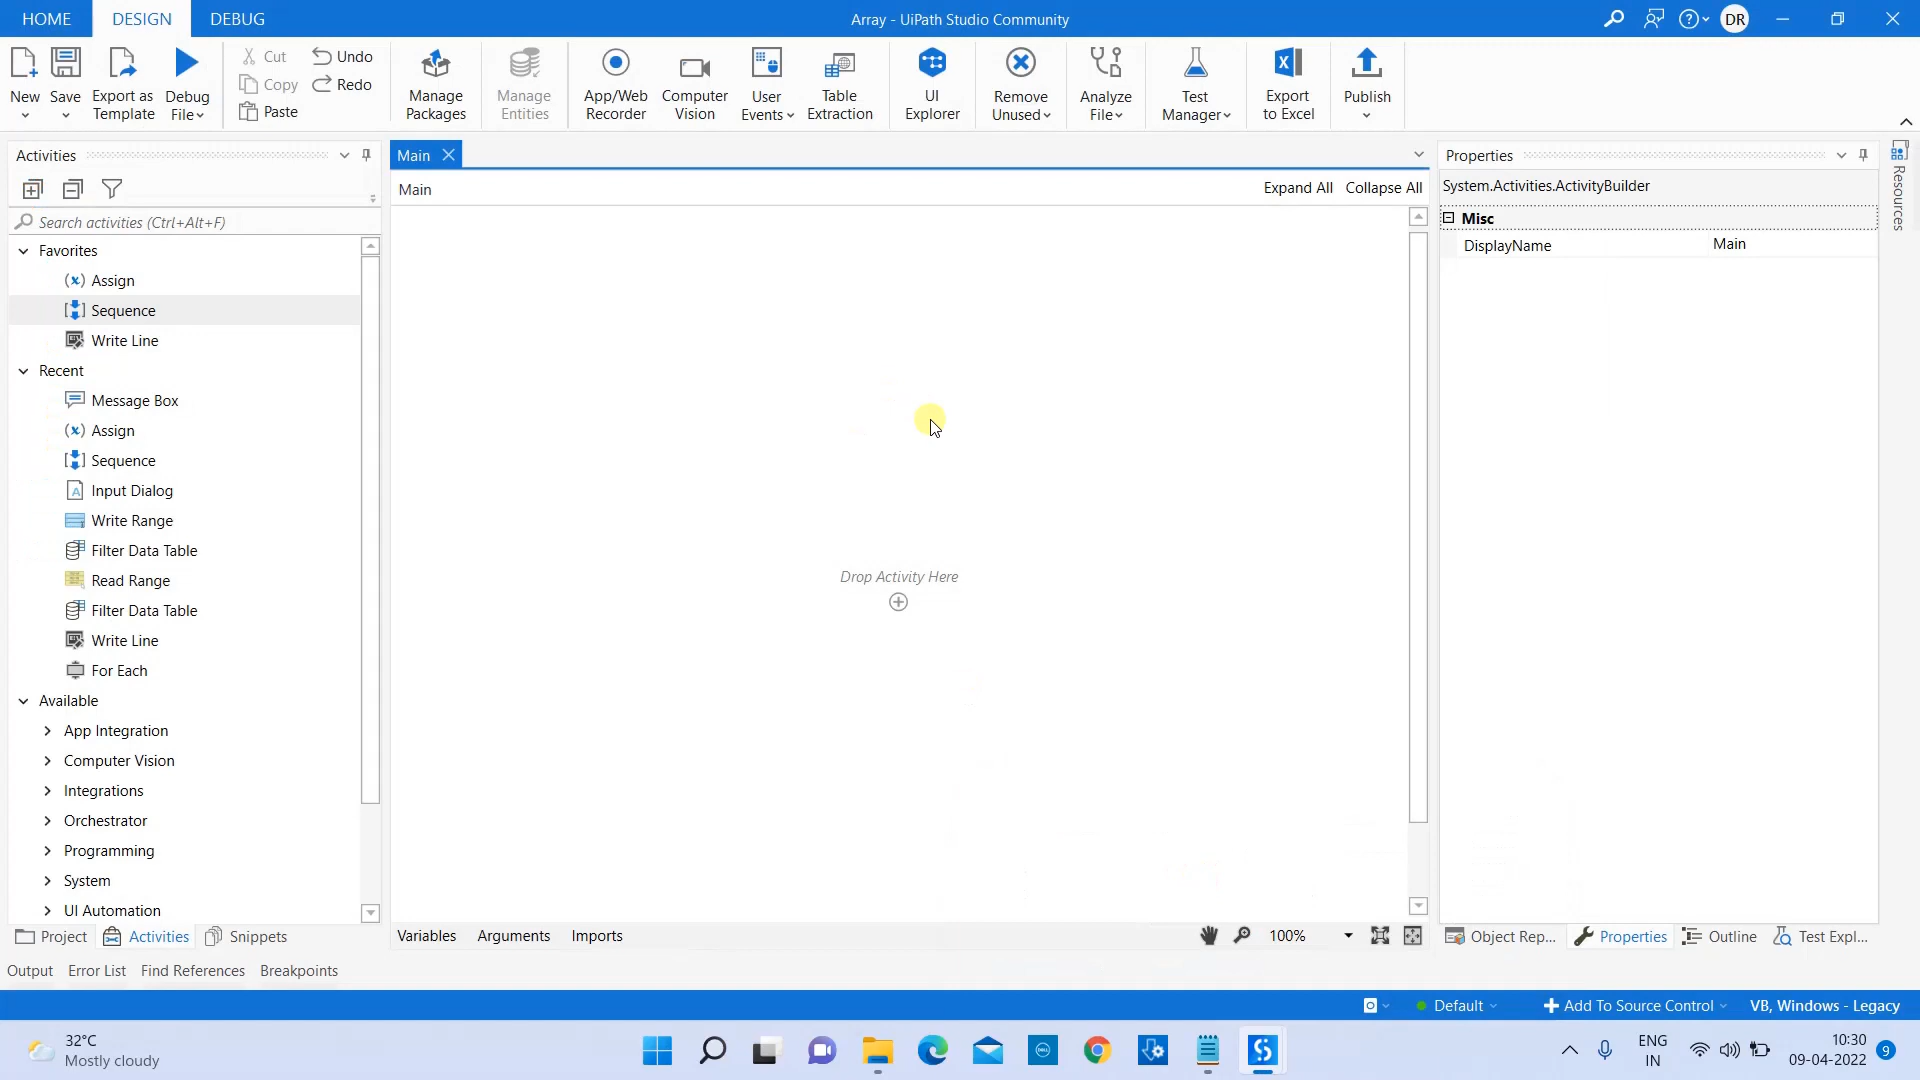 HOME
DESIGN
DEBUG
Array - UiPath Studio Community
DR
New
Save
Export as
Template
Debug
File
Cut
Copy
Paste
Undo
Redo
Manage
Packages
Manage
Entities
App/Web
Recorder
Computer
Vision
User
Events
Table
Extraction
UI
Explorer
Remove
Unused
Analyze
File
Test
Manager
Export
to Excel
Publish
Activities
Search activities (Ctrl+Alt+F)
Favorites
Assign
Sequence
Write Line
Recent
Message Box
Assign
Sequence
Input Dialog
Write Range
Filter Data Table
Read Range
Filter Data Table
Write Line
For Each
Available
App Integration
Computer Vision
Integrations
Orchestrator
Programming
System
UI Automation
Project
Activities
Snippets
Main
Main
Expand All
Collapse All
Drop Activity Here
Variables
Arguments
Imports
100%
Properties
System.Activities.ActivityBuilder
Misc
DisplayName
Main
Resources
Object Rep...
Properties
Outline
Test Expl...
Output
Error List
Find References
Breakpoints
Default
Add To Source Control
VB, Windows - Legacy
32°C
Mostly cloudy
ENG
IN
10:30
09-04-2022
9